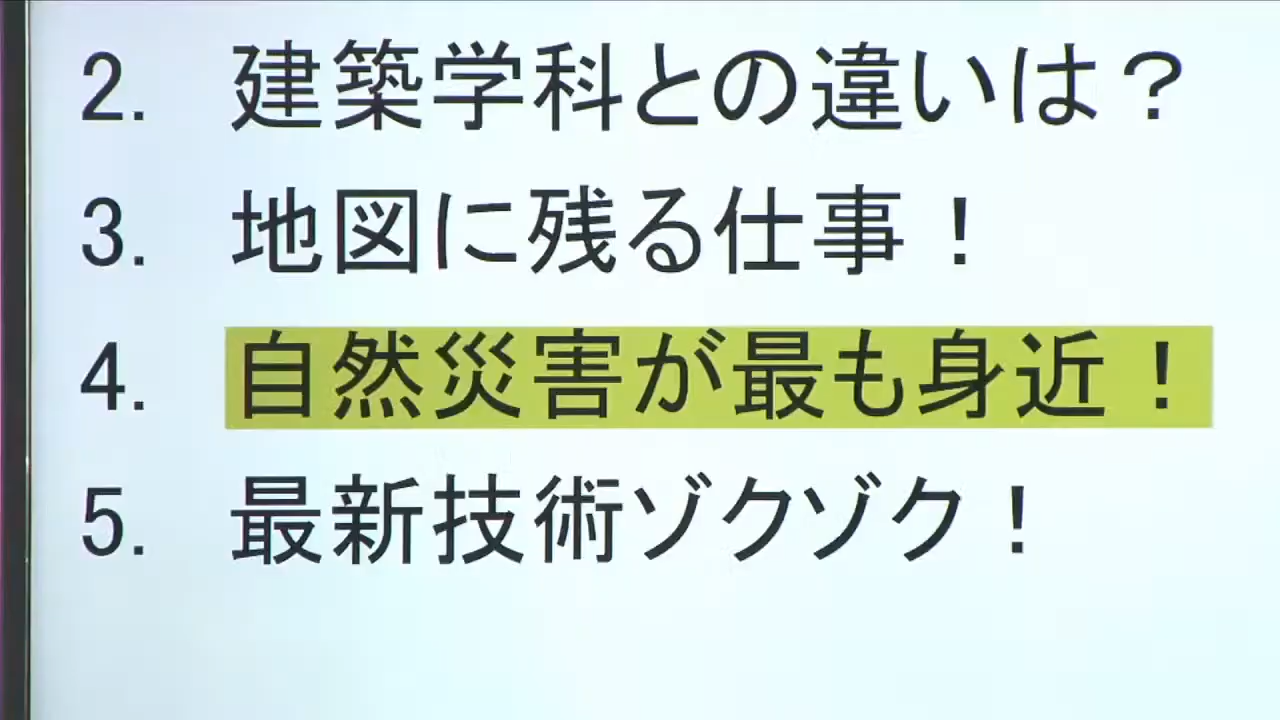 2. 建築学科との違いは？
3. 地図に残る仕事！
4. 自然災害が最も身近！
5. 最新技術ゾクゾク！